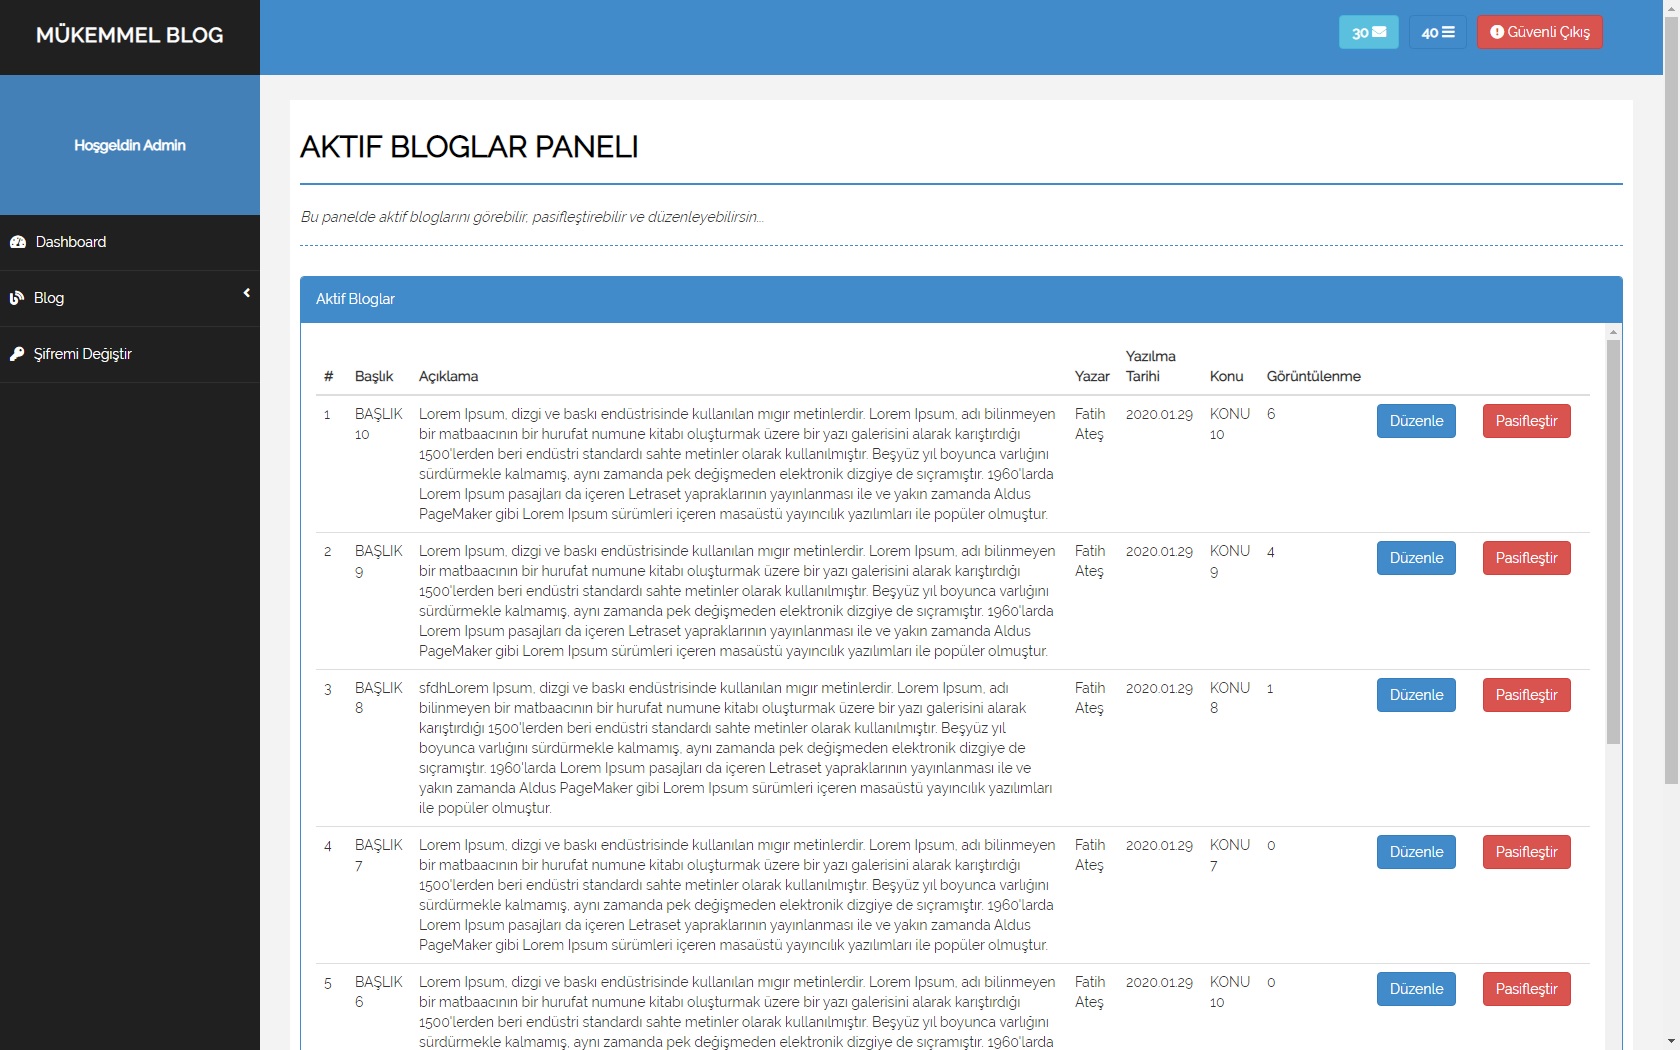 MÜKEMMEL BLOG
30
40
Güvenli Çıkış
Hoşgeldin Admin
Dashboard
Blog
Şifremi Değiştir
AKTIF BLOGLAR PANELI
Bu panelde aktif bloglarını görebilir, pasifleştirebilir ve düzenleyebilirsin...
Aktif Bloglar
# Başlık Açıklama Yazar Yazılma Tarihi Konu Görüntülenme
1 BAŞLIK 10
Lorem Ipsum, dizgi ve baskı endüstrisinde kullanılan mıgır metinlerdir. Lorem Ipsum, adı bilinmeyen
bir matbaacının bir hurufat numune kitabı oluşturmak üzere bir yazı galerisini alarak karıştırdığı
1500'lerden beri endüstri standardı sahte metinler olarak kullanılmıştır. Beşyüz yıl boyunca varlığını
sürdürmekle kalmamış, aynı zamanda pek değişmeden elektronik dizgiye de sıçramıştır. 1960'larda
Lorem Ipsum pasajları da içeren Letraset yapraklarının yayınlanması ile ve yakın zamanda Aldus
PageMaker gibi Lorem Ipsum sürümleri içeren masaüstü yayıncılık yazılımları ile popüler olmuştur.
Fatih Ateş 2020.01.29 KONU 10 6 Düzenle Pasifleştir
2 BAŞLIK 9
Lorem Ipsum, dizgi ve baskı endüstrisinde kullanılan mıgır metinlerdir. Lorem Ipsum, adı bilinmeyen
bir matbaacının bir hurufat numune kitabı oluşturmak üzere bir yazı galerisini alarak karıştırdığı
1500'lerden beri endüstri standardı sahte metinler olarak kullanılmıştır. Beşyüz yıl boyunca varlığını
sürdürmekle kalmamış, aynı zamanda pek değişmeden elektronik dizgiye de sıçramıştır. 1960'larda
Lorem Ipsum pasajları da içeren Letraset yapraklarının yayınlanması ile ve yakın zamanda Aldus
PageMaker gibi Lorem Ipsum sürümleri içeren masaüstü yayıncılık yazılımları ile popüler olmuştur.
Fatih Ateş 2020.01.29 KONU 9 4 Düzenle Pasifleştir
3 BAŞLIK 8
sfdhLorem Ipsum, dizgi ve baskı endüstrisinde kullanılan mıgır metinlerdir. Lorem Ipsum, adı
bilinmeyen bir matbaacının bir hurufat numune kitabı oluşturmak üzere bir yazı galerisini alarak
karıştırdığı 1500'lerden beri endüstri standardı sahte metinler olarak kullanılmıştır. Beşyüz yıl
boyunca varlığını sürdürmekle kalmamış, aynı zamanda pek değişmeden elektronik dizgiye de
sıçramıştır. 1960'larda Lorem Ipsum pasajları da içeren Letraset yapraklarının yayınlanması ile ve
yakın zamanda Aldus PageMaker gibi Lorem Ipsum sürümleri içeren masaüstü yayıncılık yazılımları
ile popüler olmuştur.
Fatih Ateş 2020.01.29 KONU 8 1 Düzenle Pasifleştir
4 BAŞLIK 7
Lorem Ipsum, dizgi ve baskı endüstrisinde kullanılan mıgır metinlerdir. Lorem Ipsum, adı bilinmeyen
bir matbaacının bir hurufat numune kitabı oluşturmak üzere bir yazı galerisini alarak karıştırdığı
1500'lerden beri endüstri standardı sahte metinler olarak kullanılmıştır. Beşyüz yıl boyunca varlığını
sürdürmekle kalmamış, aynı zamanda pek değişmeden elektronik dizgiye de sıçramıştır. 1960'larda
Lorem Ipsum pasajları da içeren Letraset yapraklarının yayınlanması ile ve yakın zamanda Aldus
PageMaker gibi Lorem Ipsum sürümleri içeren masaüstü yayıncılık yazılımları ile popüler olmuştur.
Fatih Ateş 2020.01.29 KONU 7 0 Düzenle Pasifleştir
5 BAŞLIK 6
Lorem Ipsum, dizgi ve baskı endüstrisinde kullanılan mıgır metinlerdir. Lorem Ipsum, adı bilinmeyen
bir matbaacının bir hurufat numune kitabı oluşturmak üzere bir yazı galerisini alarak karıştırdığı
1500'lerden beri endüstri standardı sahte metinler olarak kullanılmıştır. Beşyüz yıl boyunca varlığını
sürdürmekle kalmamış, aynı zamanda pek değişmeden elektronik dizgiye de sıçramıştır. 1960'larda
Fatih Ateş 2020.01.29 KONU 10 0 Düzenle Pasifleştir